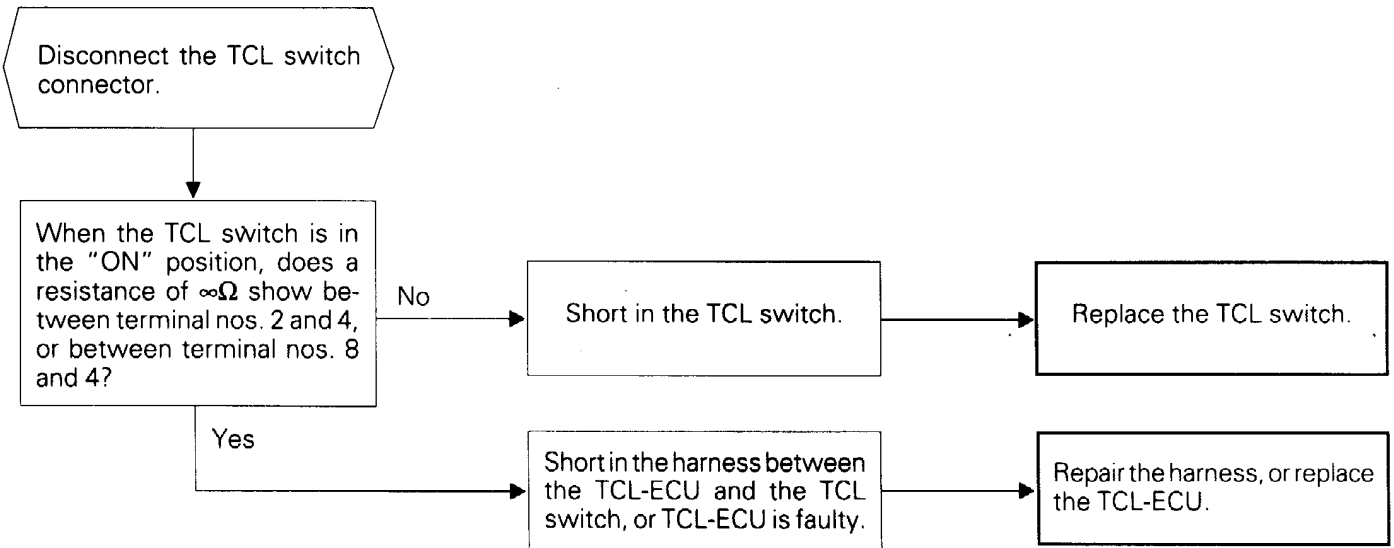 Disconnect the TCL switch
connector.
When the TCL switch is in
the "ON" position, does a
resistance of ∞Ω show be-
tween terminal nos. 2 and 4,
or between terminal nos. 8
and 4?
No
Short in the TCL switch.
Replace the TCL switch.
Yes
Short in the harness between
the TCL-ECU and the TCL
switch, or TCL-ECU is faulty.
Repair the harness, or replace
the TCL-ECU.